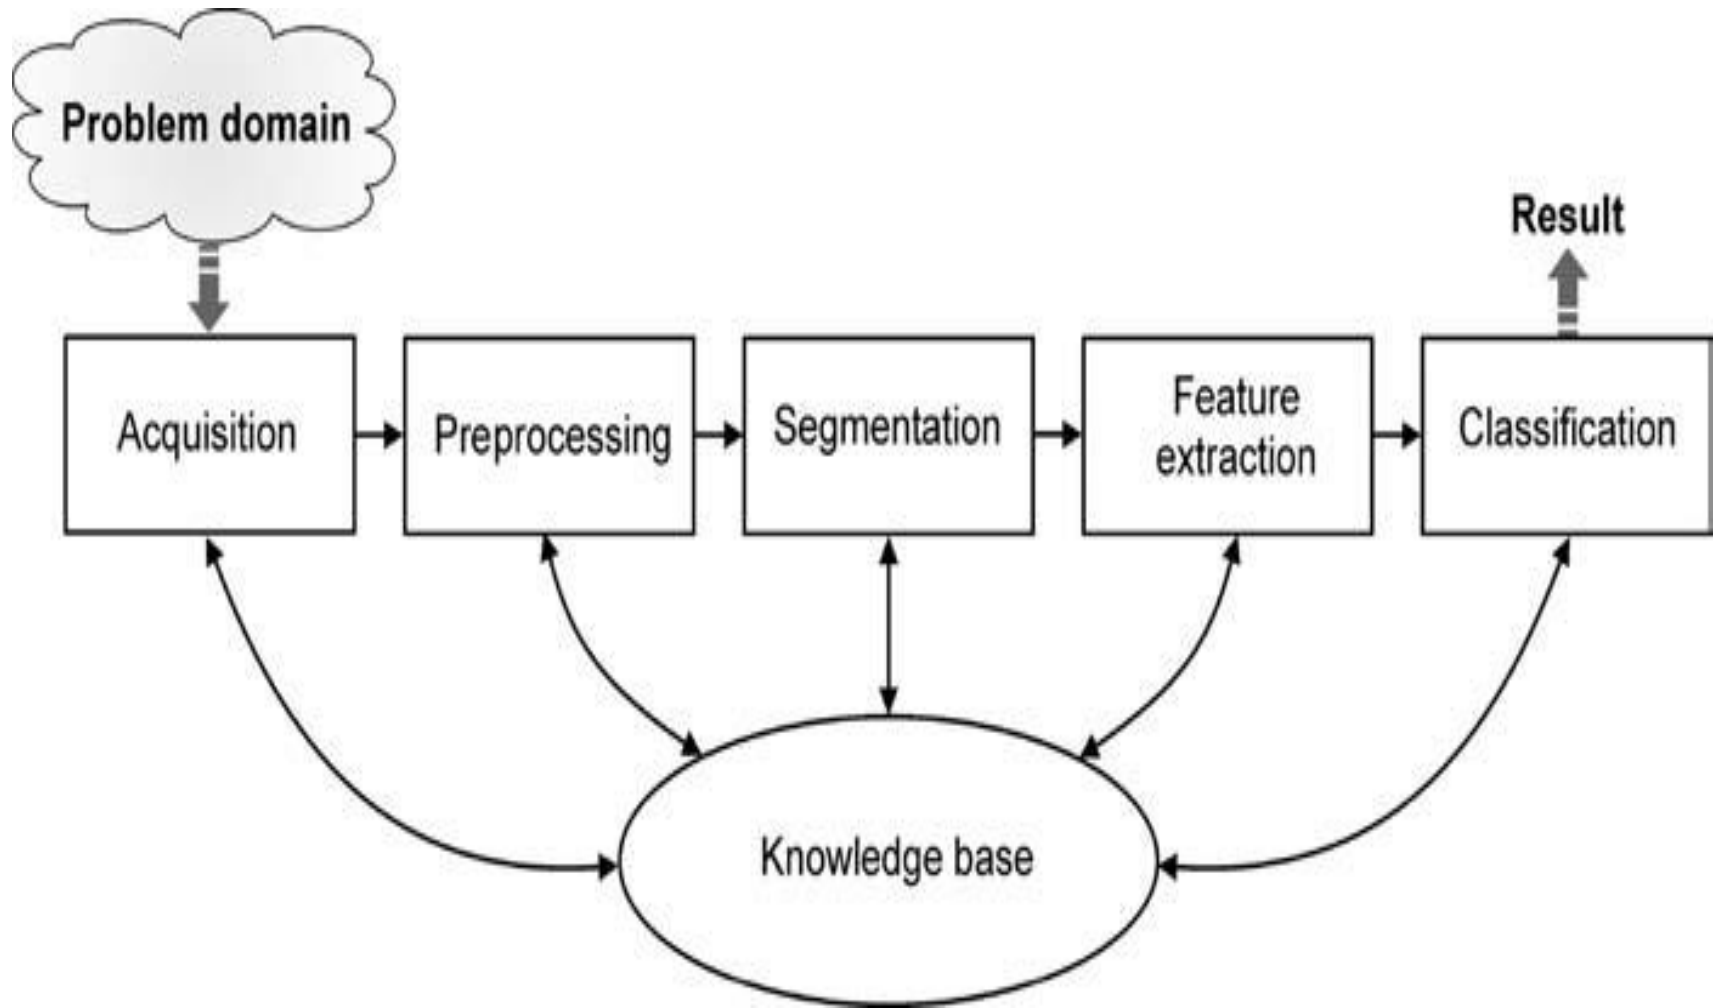 Problem domain
Result
Acquisition
Preprocessing
Segmentation
Feature
extraction
Classification
Knowledge base